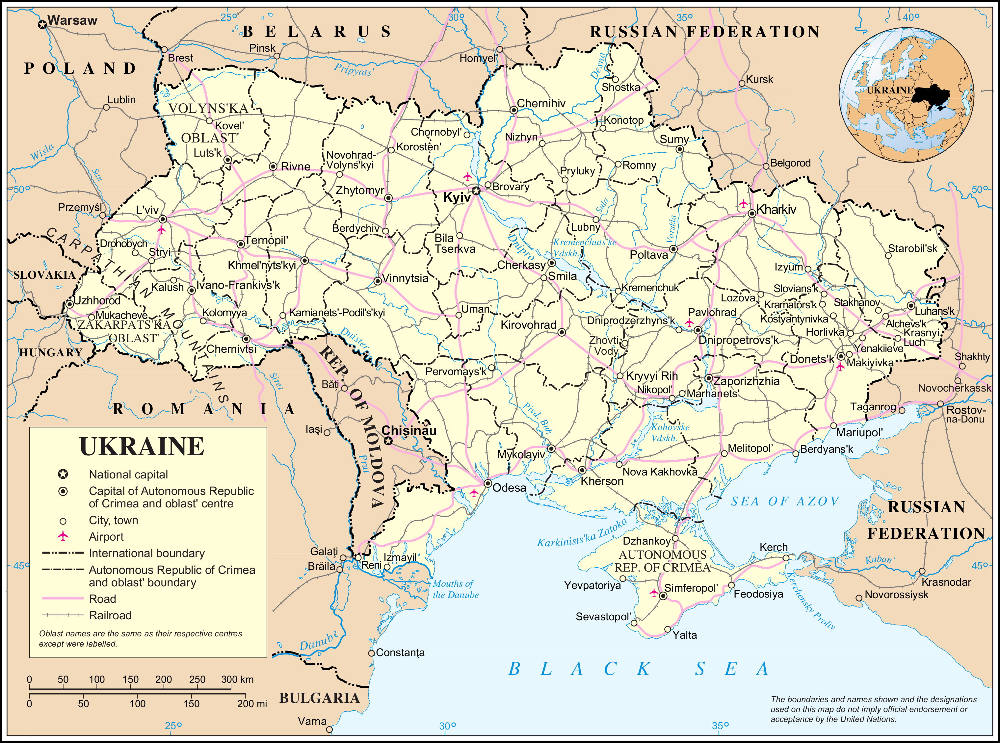 Warsaw
25°
30°
35°
40°
BELARUS
RUSSIAN FEDERATION
Pinsk
Brest
Homyel'
POLAND
Pripyats'
Desna
Shostka
Kursk
UKRAINE
Lublin
VOLYNS'KA
OBLAST'
Kovel'
Chernihiv
Konotop
Chornobyl'
Nizhyn
Sumy
Wisla
Luts'k
Korosten'
Novohrad-
Volyns'kyi
Romny
Belgorod
San
Rivne
Pryluky
50°
Zhytomyr
Brovary
50°
Kyiv
Przemyśl
L'viv
Sula
Kharkiv
CARPATHIAN MOUNTAINS
Berdychiv
Lubny
Vorskla
Drohobych
Stryi
Ternopil'
Bila
Tserkva
Dnipro
Kremenchuts'ke
Vdskh.
Poltava
Starobil'sk
SLOVAKIA
Khmel'nyts'kyi
Cherkasy
Izyum
Kalush
Ivano-Frankivs'k
Vinnytsia
Smila
Kremenchuk
Slovians'k
Uzhhorod
Lozova
Kramators'k
Stakhanov
Mukacheve
Kolomyya
Kamianets'-Podil's'kyi
Uman'
Pavlohrad
Luhans'k
ZAKARPATS'KA
OBLAST'
Kirovohrad
Dniprodzerzhyns'k
Kostyantynivka
Alchevs'k
Dnister
Horlivka
Krasnyi
Luch
HUNGARY
Chernivtsi
Zhovti
Vody
Dnipropetrovs'k
Yenakiieve
REP. OF MOLDOVA
Donets'k
Makiyivka
Shakhty
Siret
Pervomays'k
Kryvyi Rih
Zaporizhzhia
Bălţi
Nikopol'
Marhanets'
Novocherkassk
ROMANIA
Pivd. Buh
Taganrog
Rostov-
na-Donu
Iaşi
Chişinău
Kahovske
Vdskh.
Mariupol'
Prut
Mykolayiv
Melitopol'
Berdyans'k
Nova Kakhovka
Kherson
Odesa
SEA OF AZOV
RUSSIAN
FEDERATION
Karkinists'ka Zatoka
Dzhankoy
AUTONOMOUS
REP. OF CRIMEA
Kerch
Galaţi
Izmayil
Reni
Kuban'
45°
Brăila
45°
Mouths of
the Danube
Yevpatoriya
Simferopol'
Feodosiya
Kerchensky Proliv
Krasnodar
Novorossiysk
Sevastopol'
Yalta
Danube
Constanţa
BLACK SEA
BULGARIA
Varna
UKRAINE
National capital
Capital of Autonomous Republic
of Crimea and oblast' centre
City, town
Airport
International boundary
Autonomous Republic of Crimea
and oblast' boundary
Road
Railroad
Oblast names are the same as their respective centres
except were labelled.
0 50 100 150 200 250 300 km
0 50 100 150 200 mi
The boundaries and names shown and the designations
used on this map do not imply official endorsement or
acceptance by the United Nations.
25°
30°
35°